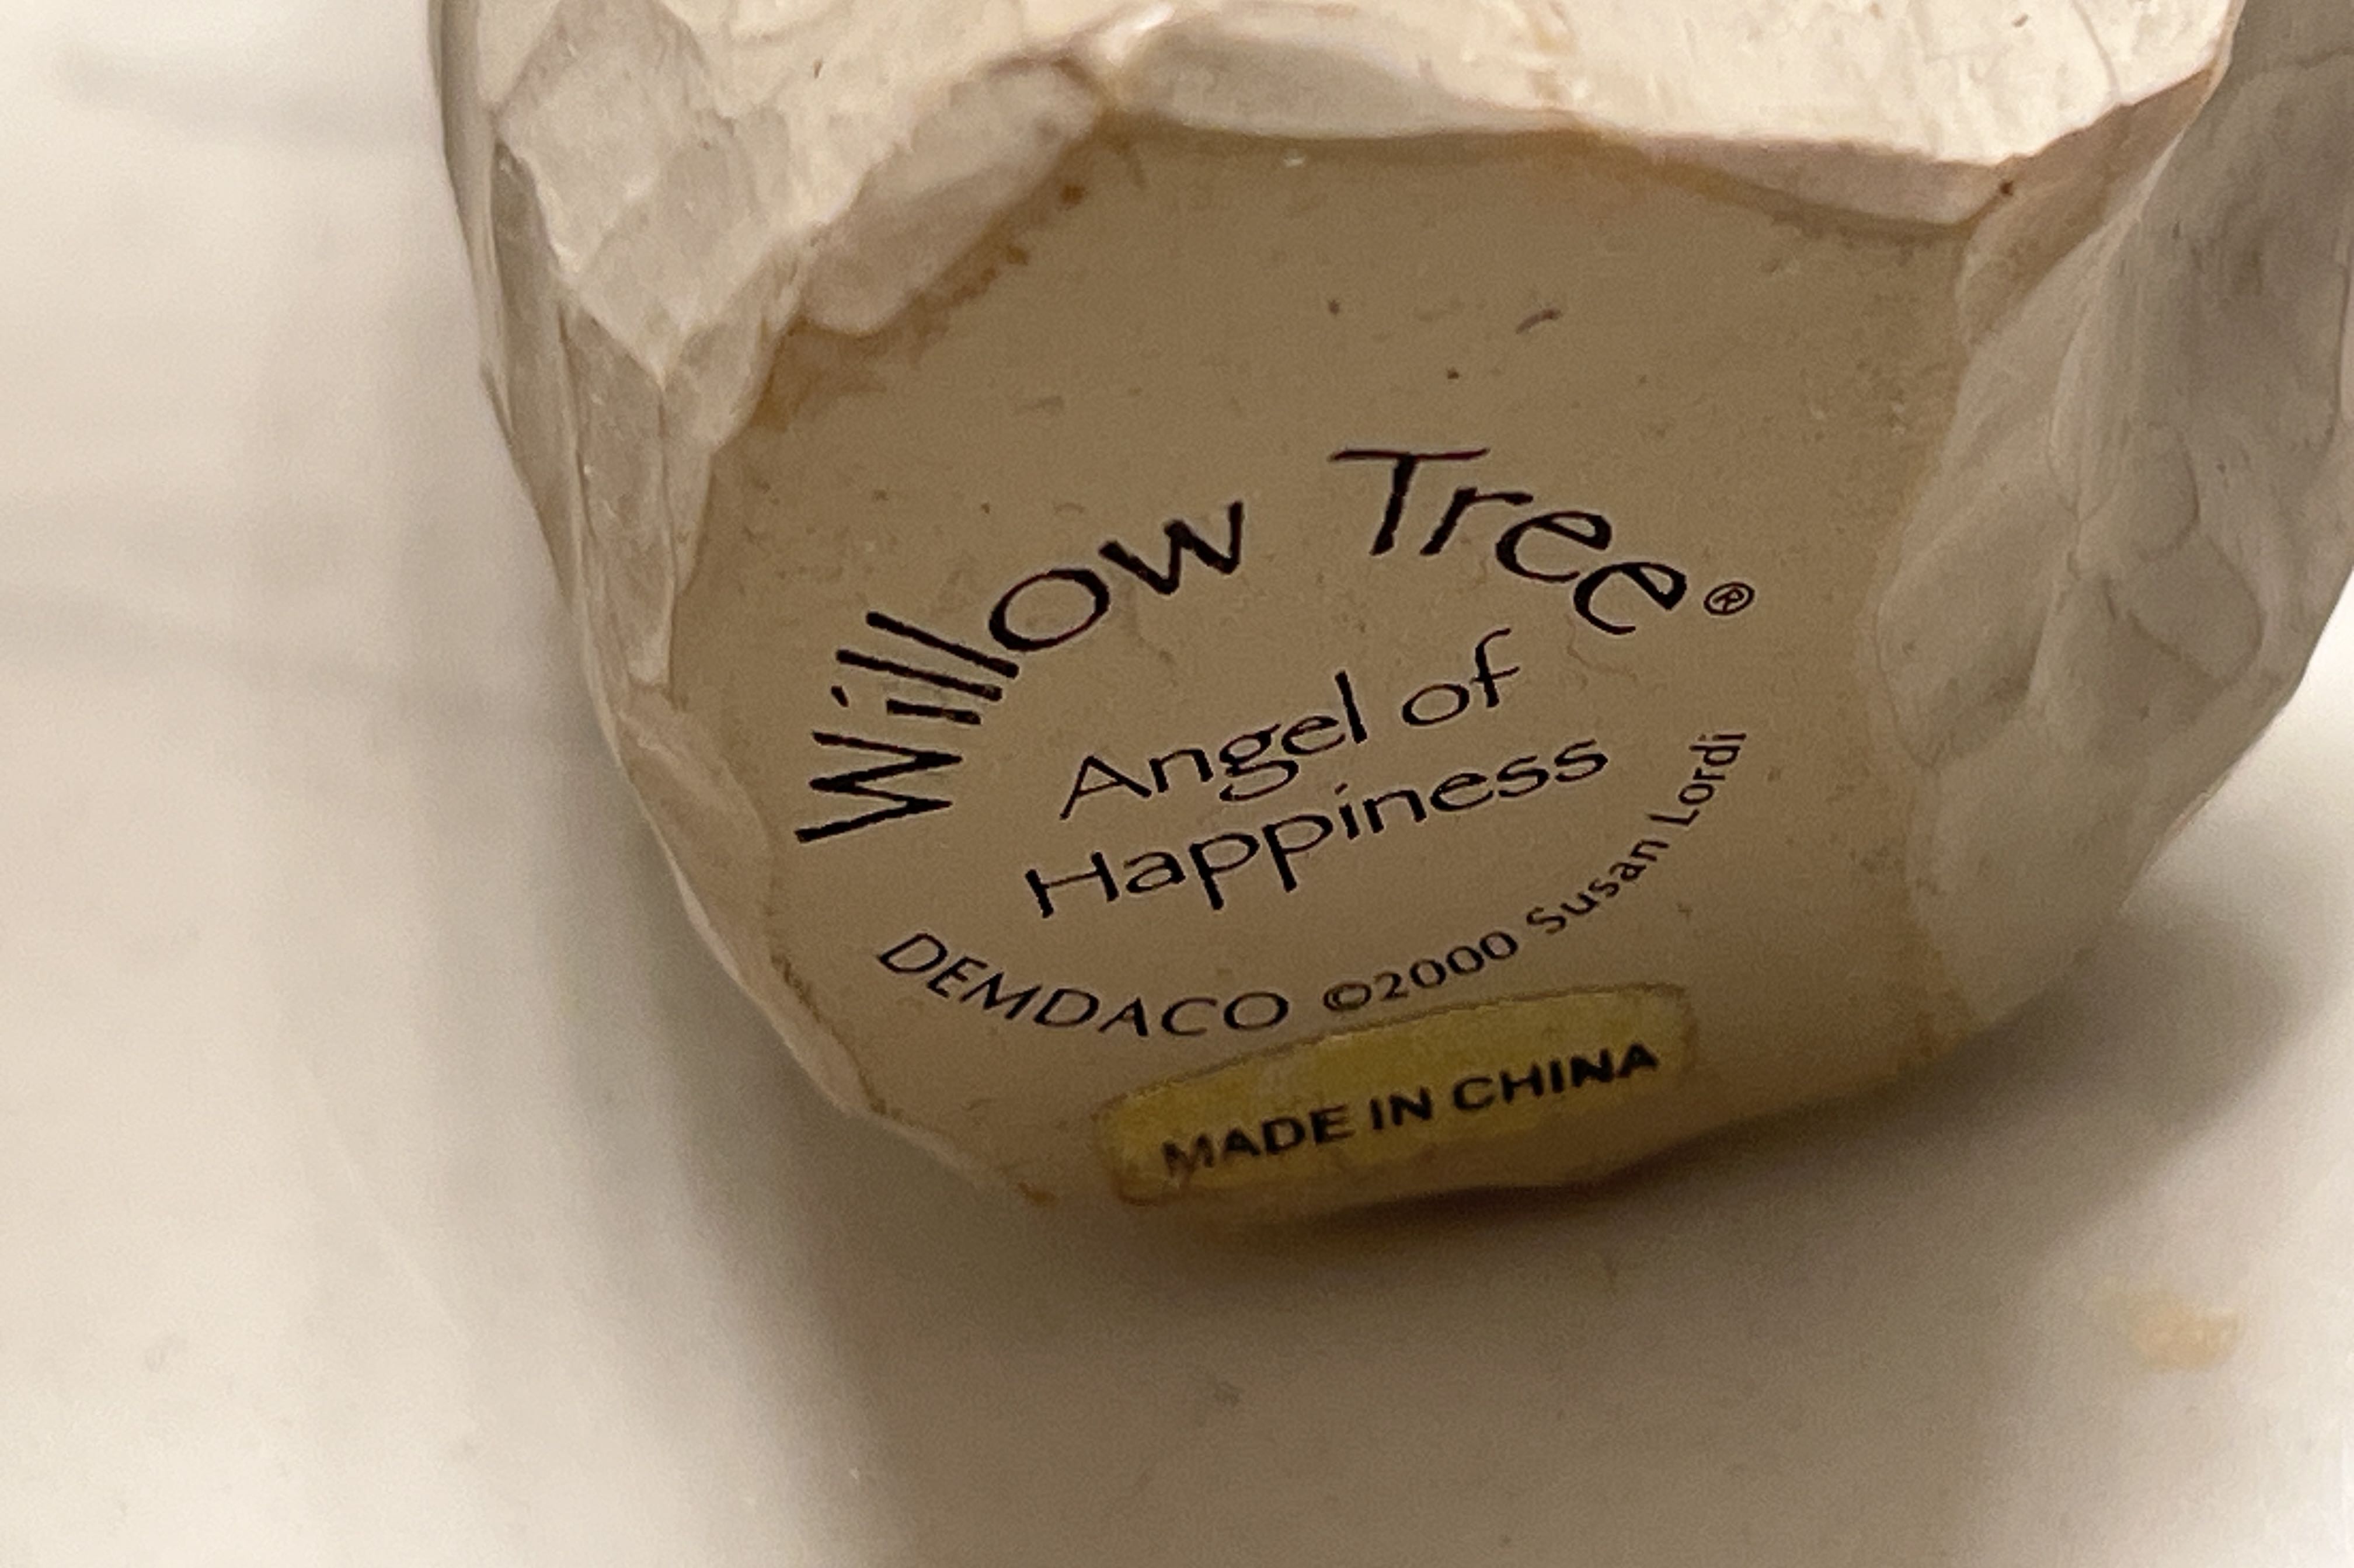 Willow Tree®
Angel of
Happiness
DEMDACO ©2000 Susan Lordi
MADE IN CHINA